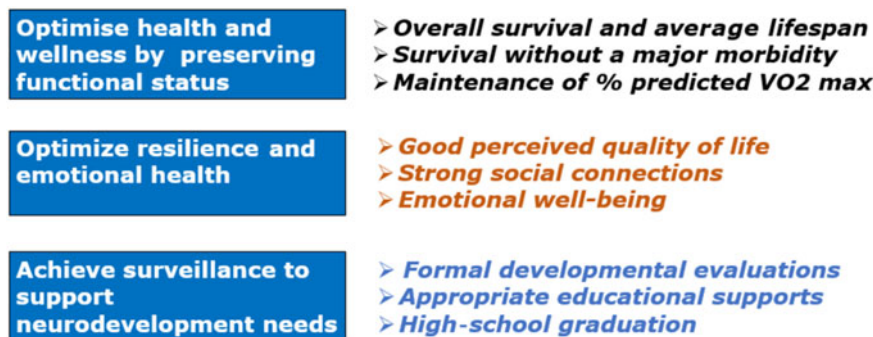 Optimise health and
wellness by preserving
functional status
➢ Overall survival and average lifespan
➢ Survival without a major morbidity
➢ Maintenance of % predicted VO2 max
Optimize resilience and
emotional health
➢ Good perceived quality of life
➢ Strong social connections
➢ Emotional well-being
Achieve surveillance to
support
neurodevelopment needs
➢ Formal developmental evaluations
➢ Appropriate educational supports
➢ High-school graduation